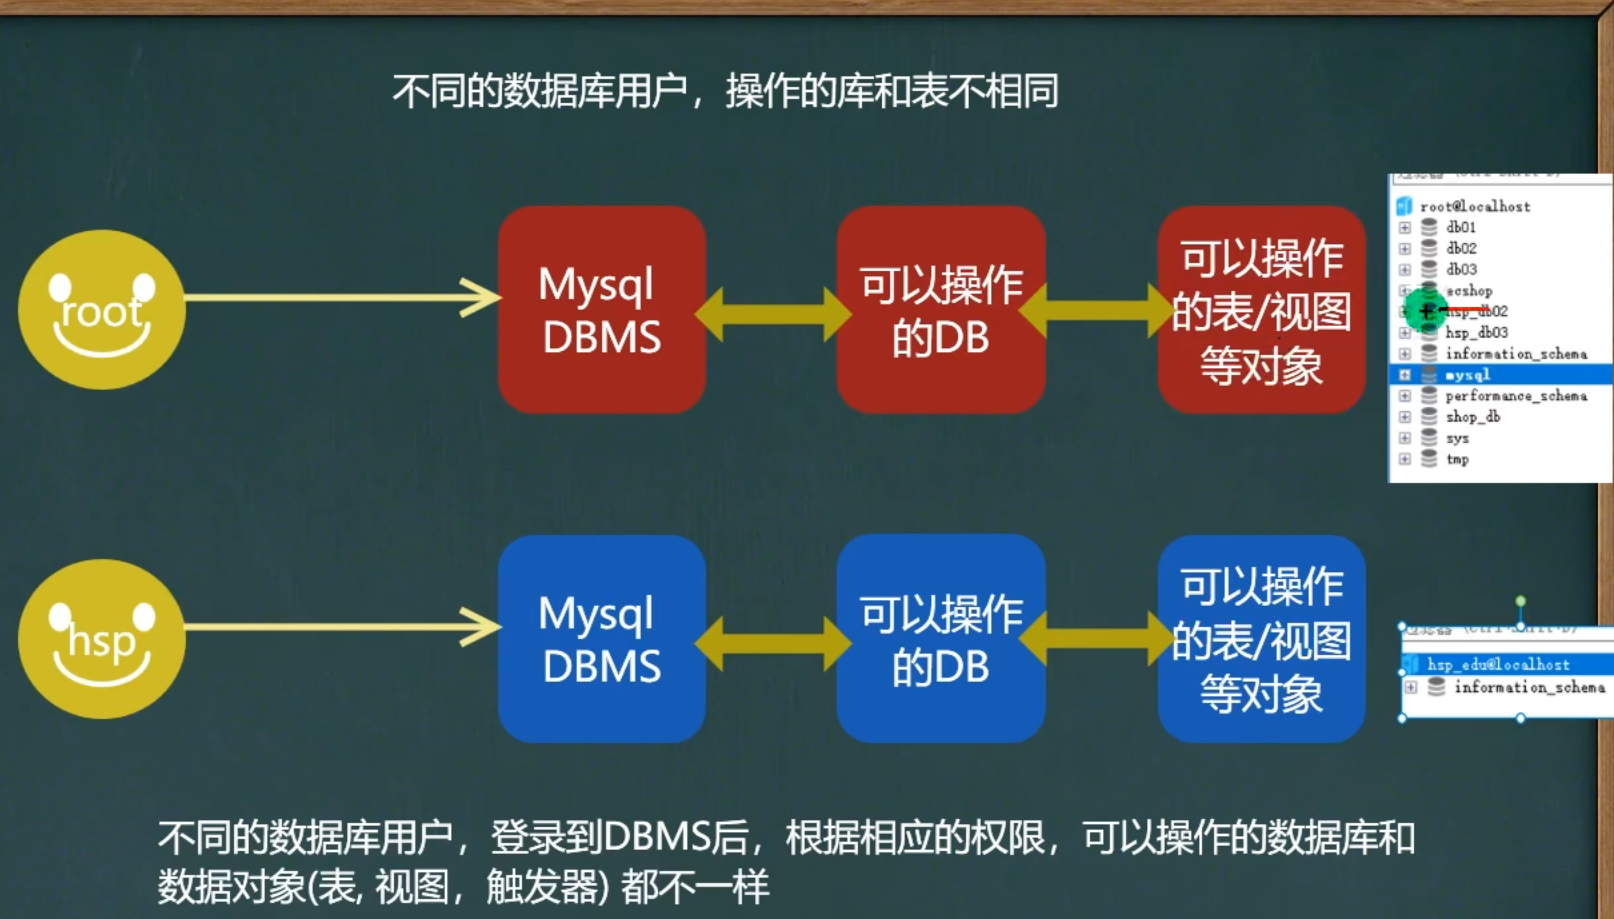 不同的数据库用户，操作的库和表不相同
root
Mysql
DBMS
可以操作
的DB
可以操作
的表/视图
等对象
root@localhost
db01
db02
db03
ecshop
hsp_db02
hsp_db03
information_schema
mysql
performance_schema
shop_db
sys
tmp
hsp
Mysql
DBMS
可以操作
的DB
可以操作
的表/视图
等对象
hsp_edu@localhost
information_schema
不同的数据库用户，登录到DBMS后，根据相应的权限，可以操作的数据库和
数据对象(表, 视图，触发器) 都不一样